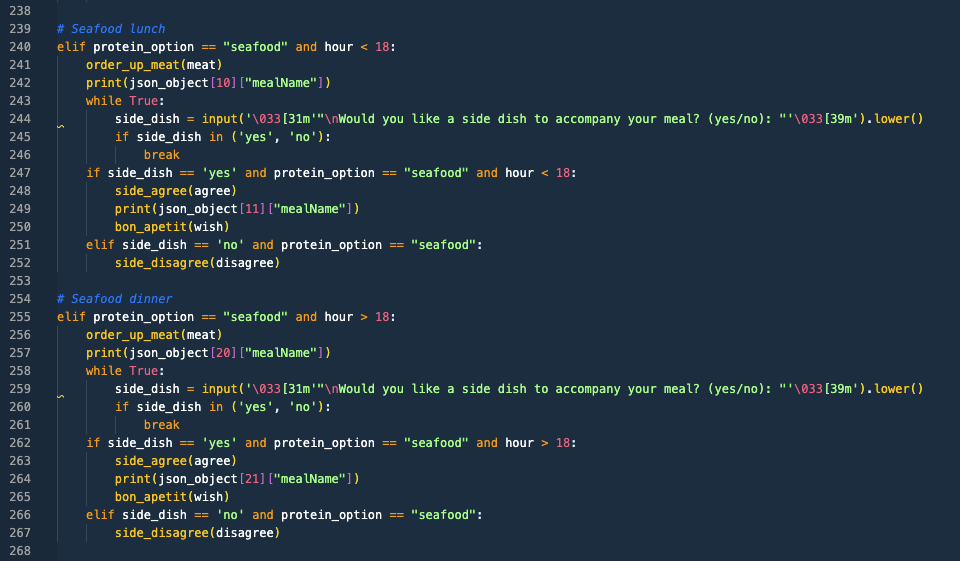 238
239 # Seafood lunch
240 elif protein_option == "seafood" and hour < 18:
241     order_up_meat(meat)
242     print(json_object[10]["mealName"])
243     while True:
244         side_dish = input('\033[31m'"\nWould you like a side dish to accompany your meal? (yes/no): "'\033[39m').lower()
245         if side_dish in ('yes', 'no'):
246             break
247     if side_dish == 'yes' and protein_option == "seafood" and hour < 18:
248         side_agree(agree)
249         print(json_object[11]["mealName"])
250         bon_apetit(wish)
251     elif side_dish == 'no' and protein_option == "seafood":
252         side_disagree(disagree)
253
254 # Seafood dinner
255 elif protein_option == "seafood" and hour > 18:
256     order_up_meat(meat)
257     print(json_object[20]["mealName"])
258     while True:
259         side_dish = input('\033[31m'"\nWould you like a side dish to accompany your meal? (yes/no): "'\033[39m').lower()
260         if side_dish in ('yes', 'no'):
261             break
262     if side_dish == 'yes' and protein_option == "seafood" and hour > 18:
263         side_agree(agree)
264         print(json_object[21]["mealName"])
265         bon_apetit(wish)
266     elif side_dish == 'no' and protein_option == "seafood":
267         side_disagree(disagree)
268